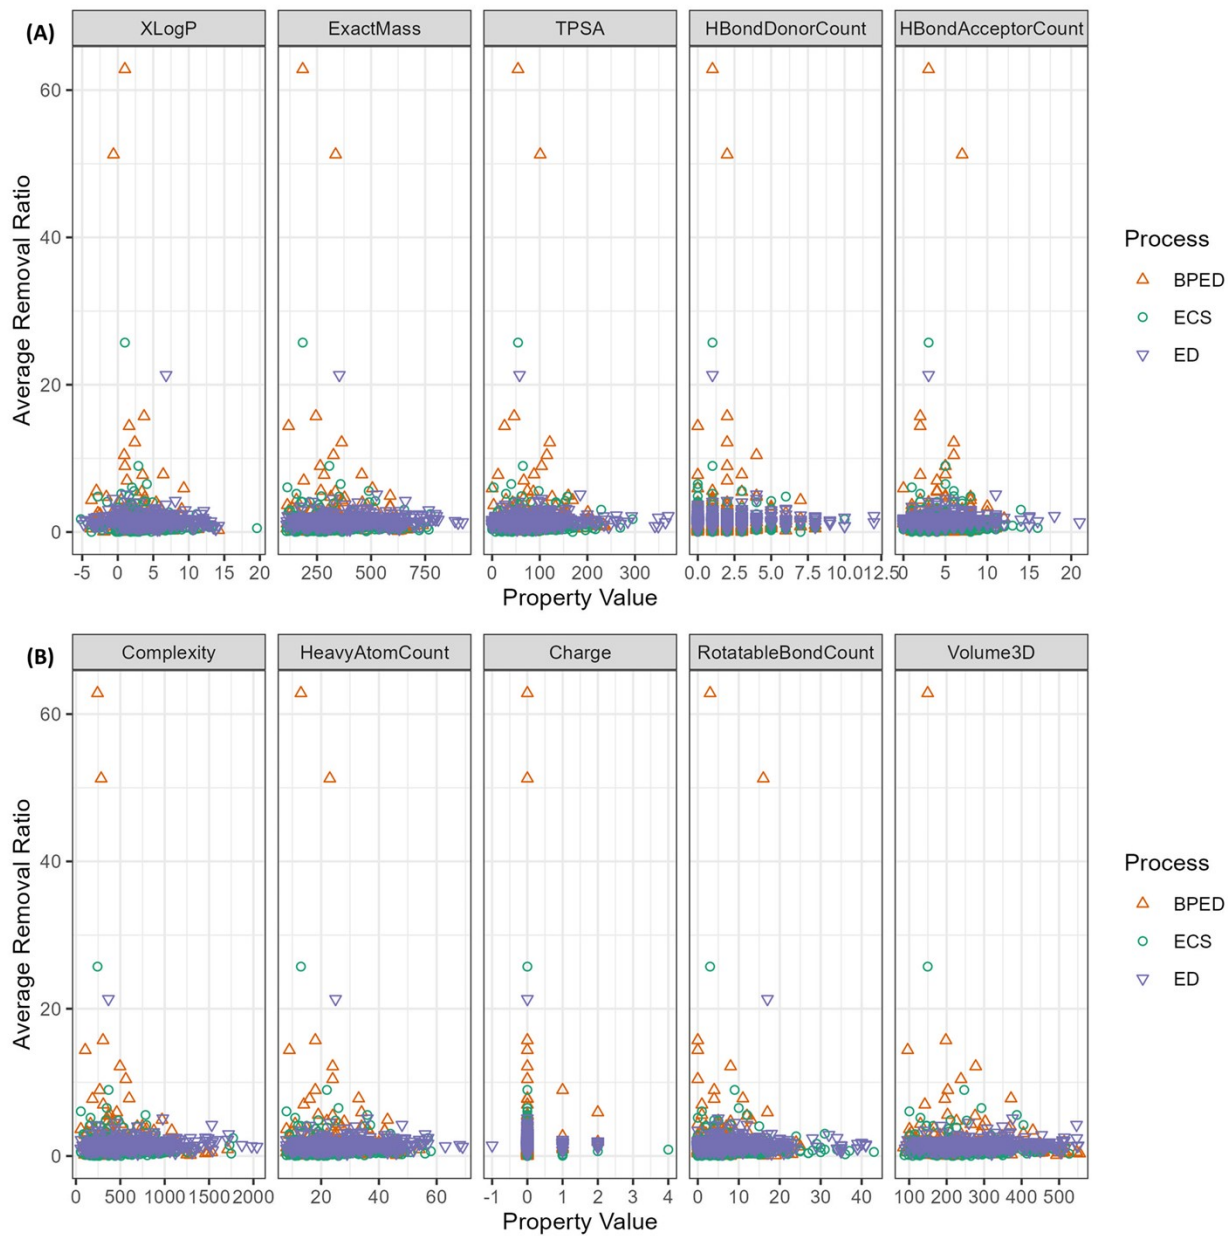 (A)
XLogP
ExactMass
TPSA
HBondDonorCount
HBondAcceptorCount
Average Removal Ratio
60
40
20
0
-5 0 5 10 15 20
250 500 750
0 100 200 300
0.0 2.5 5.0 7.5 10.0 12.5
0 5 10 15 20
Property Value
Process
BPED
ECS
ED
(B)
Complexity
HeavyAtomCount
Charge
RotatableBondCount
Volume3D
Average Removal Ratio
60
40
20
0
0 500 1000 1500 2000
20 40 60
-1 0 1 2 3 4
0 10 20 30 40
100 200 300 400 500
Property Value
Process
BPED
ECS
ED